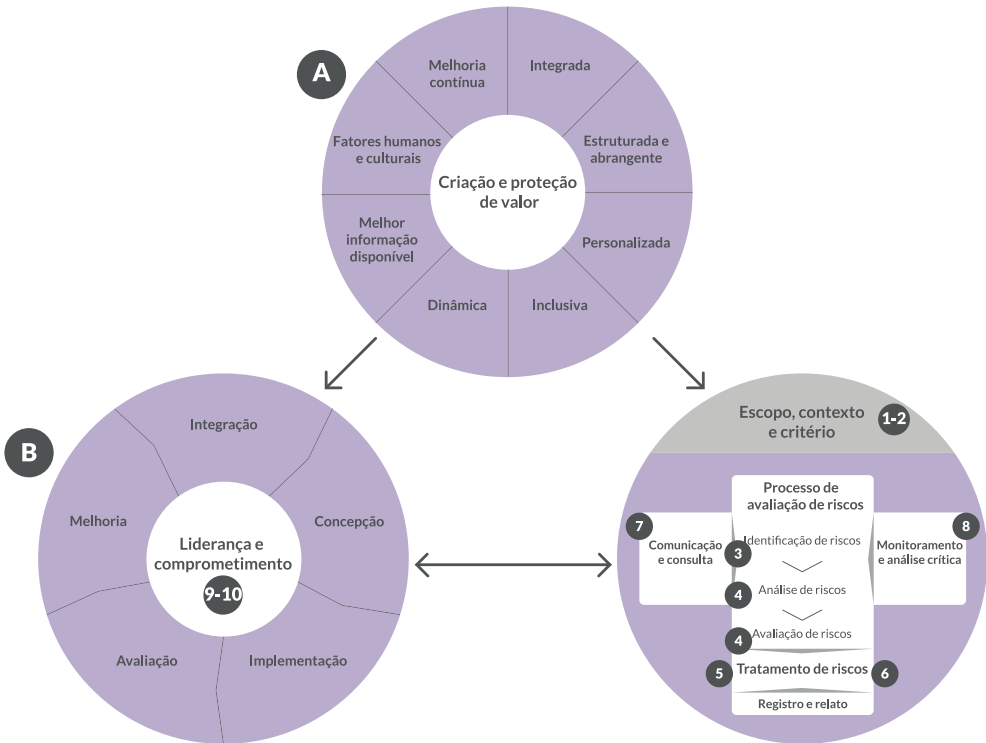 A
Melhoria
contínua
Integrada
Fatores humanos
e culturais
Estruturada e
abrangente
Criação e proteção
de valor
Melhor
informação
disponível
Personalizada
Dinâmica
Inclusiva
B
Integração
Melhoria
Concepção
Liderança e
comprometimento
9-10
Avaliação
Implementação
Escopo, contexto
e critério
1-2
Processo de
avaliação de riscos
7
Comunicação
e consulta
8
Monitoramento
e análise crítica
Identificação de riscos
3
4
Análise de riscos
4
Avaliação de riscos
5
Tratamento de riscos
6
Registro e relato